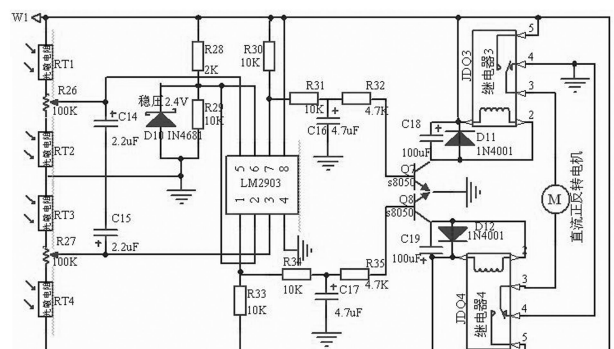 W1
5
光敏电阻
RT1
R28
2K
R30
10K
JDQ3
继电器3
4
3
R26
100K
稳压 2.4V
R29
10K
D10 IN4681
C14
2.2uF
R31
10K
R32
4.7K
C16
4.7uF
C18
100uF
D11
1N4001
2
光敏电阻
RT2
5 6 7 8
LM2903
1 2 3 4
Q7
s8050
Q8
s8050
M
直流正反转电机
光敏电阻
RT3
C15
2.2uF
R27
100K
D12
1N4001
C19
100uF
2
R34
10K
R35
4.7K
光敏电阻
RT4
R33
10K
C17
4.7uF
JDQ4
继电器4
3
4
5